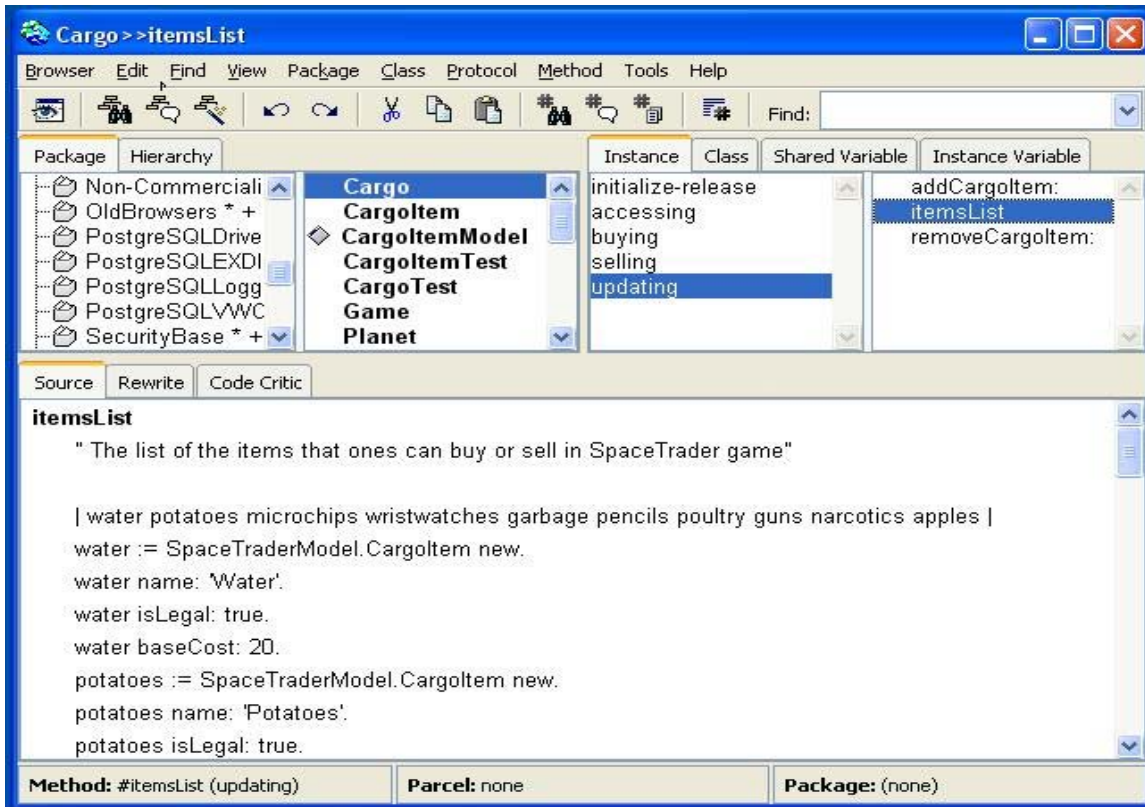 Cargo>>itemsList
Browser Edit Find View Package Class Protocol Method Tools Help
Find:
Package Hierarchy
Instance Class Shared Variable Instance Variable
Non-Commerciali
OldBrowsers * +
PostgreSQLDrive
PostgreSQLEXDI
PostgreSQLLogg
PostgreSQLVWC
SecurityBase * +
Cargo
CargoItem
CargoItemModel
CargoItemTest
CargoTest
Game
Planet
initialize-release
accessing
buying
selling
updating
addCargoItem:
itemsList
removeCargoItem:
Source Rewrite Code Critic
itemsList
" The list of the items that ones can buy or sell in SpaceTrader game"
| water potatoes microchips wristwatches garbage pencils poultry guns narcotics apples |
water := SpaceTraderModel.CargoItem new.
water name: 'Water'.
water isLegal: true.
water baseCost: 20.
potatoes := SpaceTraderModel.CargoItem new.
potatoes name: 'Potatoes'.
potatoes isLegal: true.
Method: #itemsList (updating) Parcel: none Package: (none)